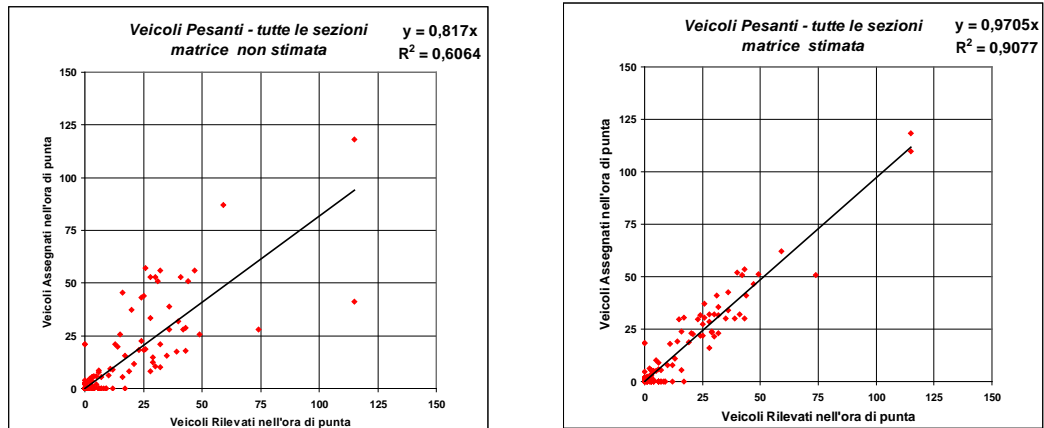 Veicoli Pesanti - tutte le sezioni
matrice non stimata
y = 0,817x
R² = 0,6064
150
125
100
75
50
25
0
0 25 50 75 100 125 150
Veicoli Assegnati nell'ora di punta
Veicoli Rilevati nell'ora di punta
Veicoli Pesanti - tutte le sezioni
matrice stimata
y = 0,9705x
R² = 0,9077
150
125
100
75
50
25
0
0 25 50 75 100 125 150
Veicoli Assegnati nell'ora di punta
Veicoli Rilevati nell'ora di punta